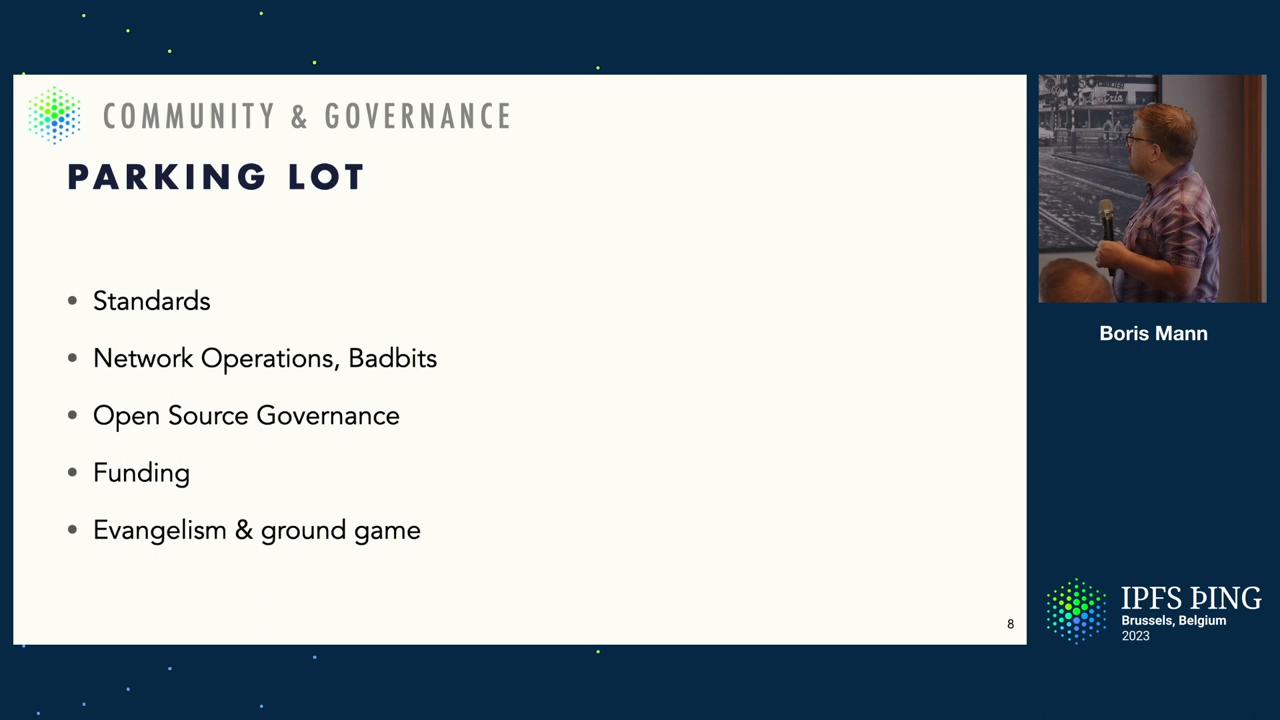 COMMUNITY & GOVERNANCE
PARKING LOT
• Standards
• Network Operations, Badbits
• Open Source Governance
• Funding
• Evangelism & ground game
8
Boris Mann
IPFS ÞING
Brussels, Belgium
2023